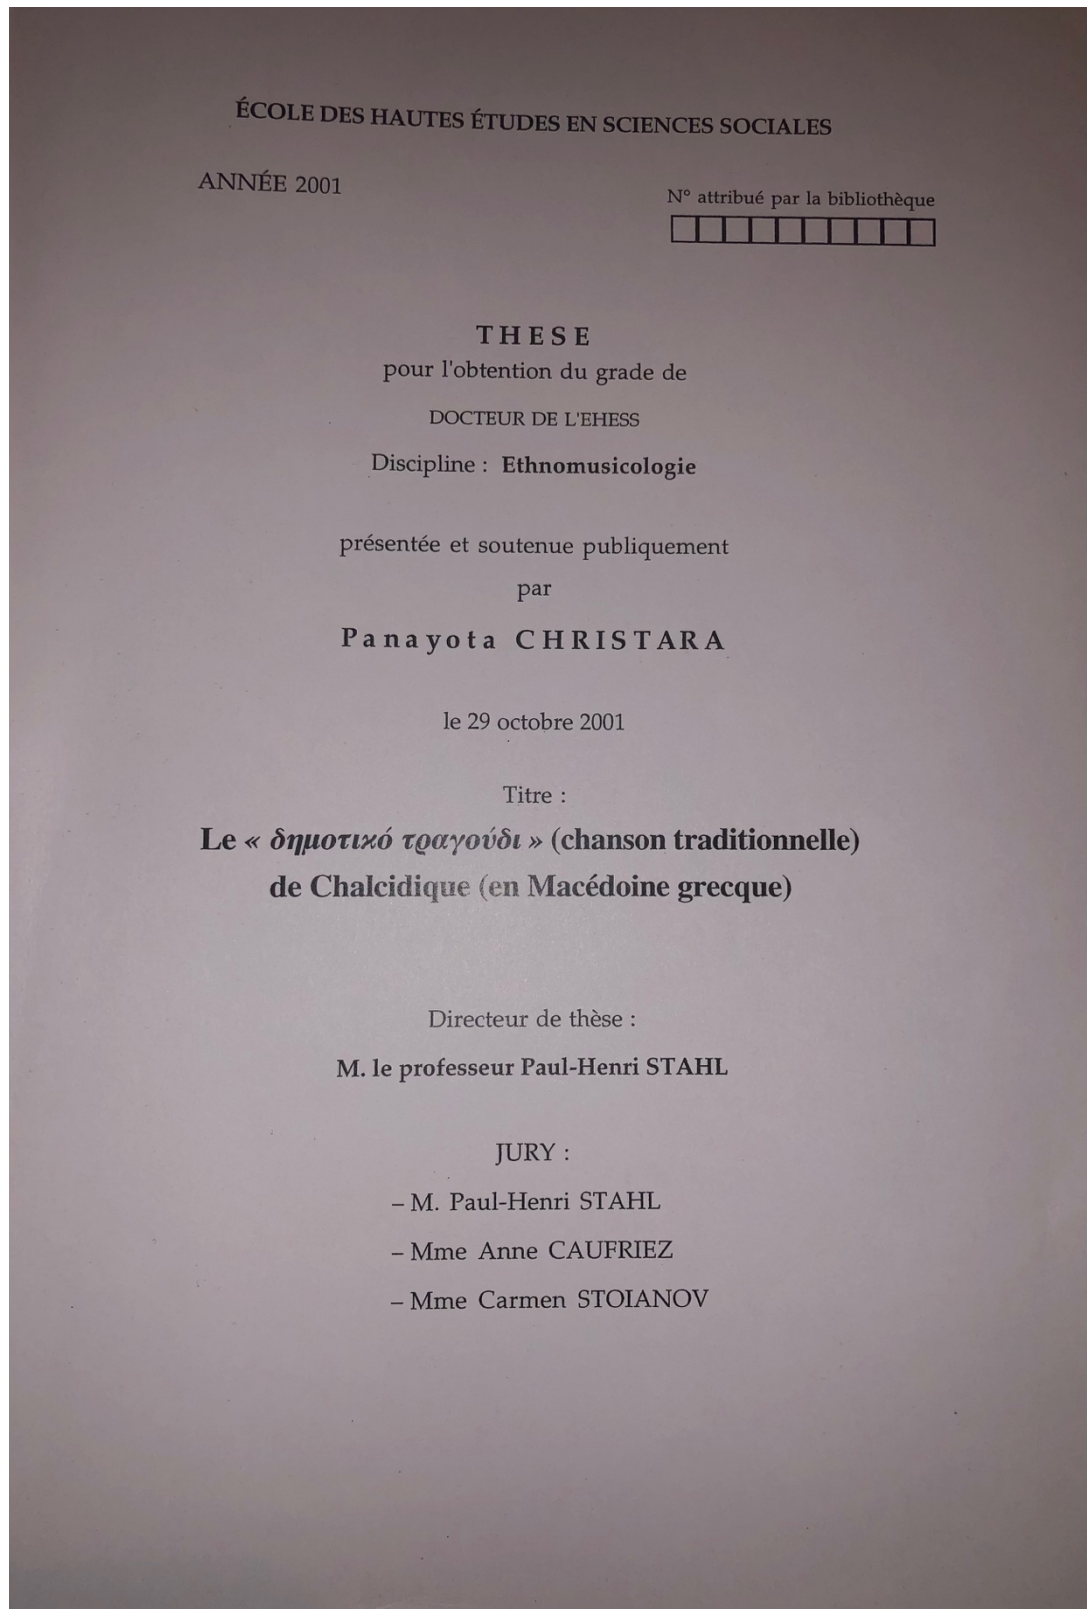 ÉCOLE DES HAUTES ÉTUDES EN SCIENCES SOCIALES
ANNÉE 2001
N° attribué par la bibliothèque
THESE
pour l'obtention du grade de
DOCTEUR DE L'EHESS
Discipline : Ethnomusicologie
présentée et soutenue publiquement
par
Panayota CHRISTARA
le 29 octobre 2001
Titre :
Le « δημοτικό τραγούδι » (chanson traditionnelle)
de Chalcidique (en Macédoine grecque)
Directeur de thèse :
M. le professeur Paul-Henri STAHL
JURY :
– M. Paul-Henri STAHL
– Mme Anne CAUFRIEZ
– Mme Carmen STOIANOV